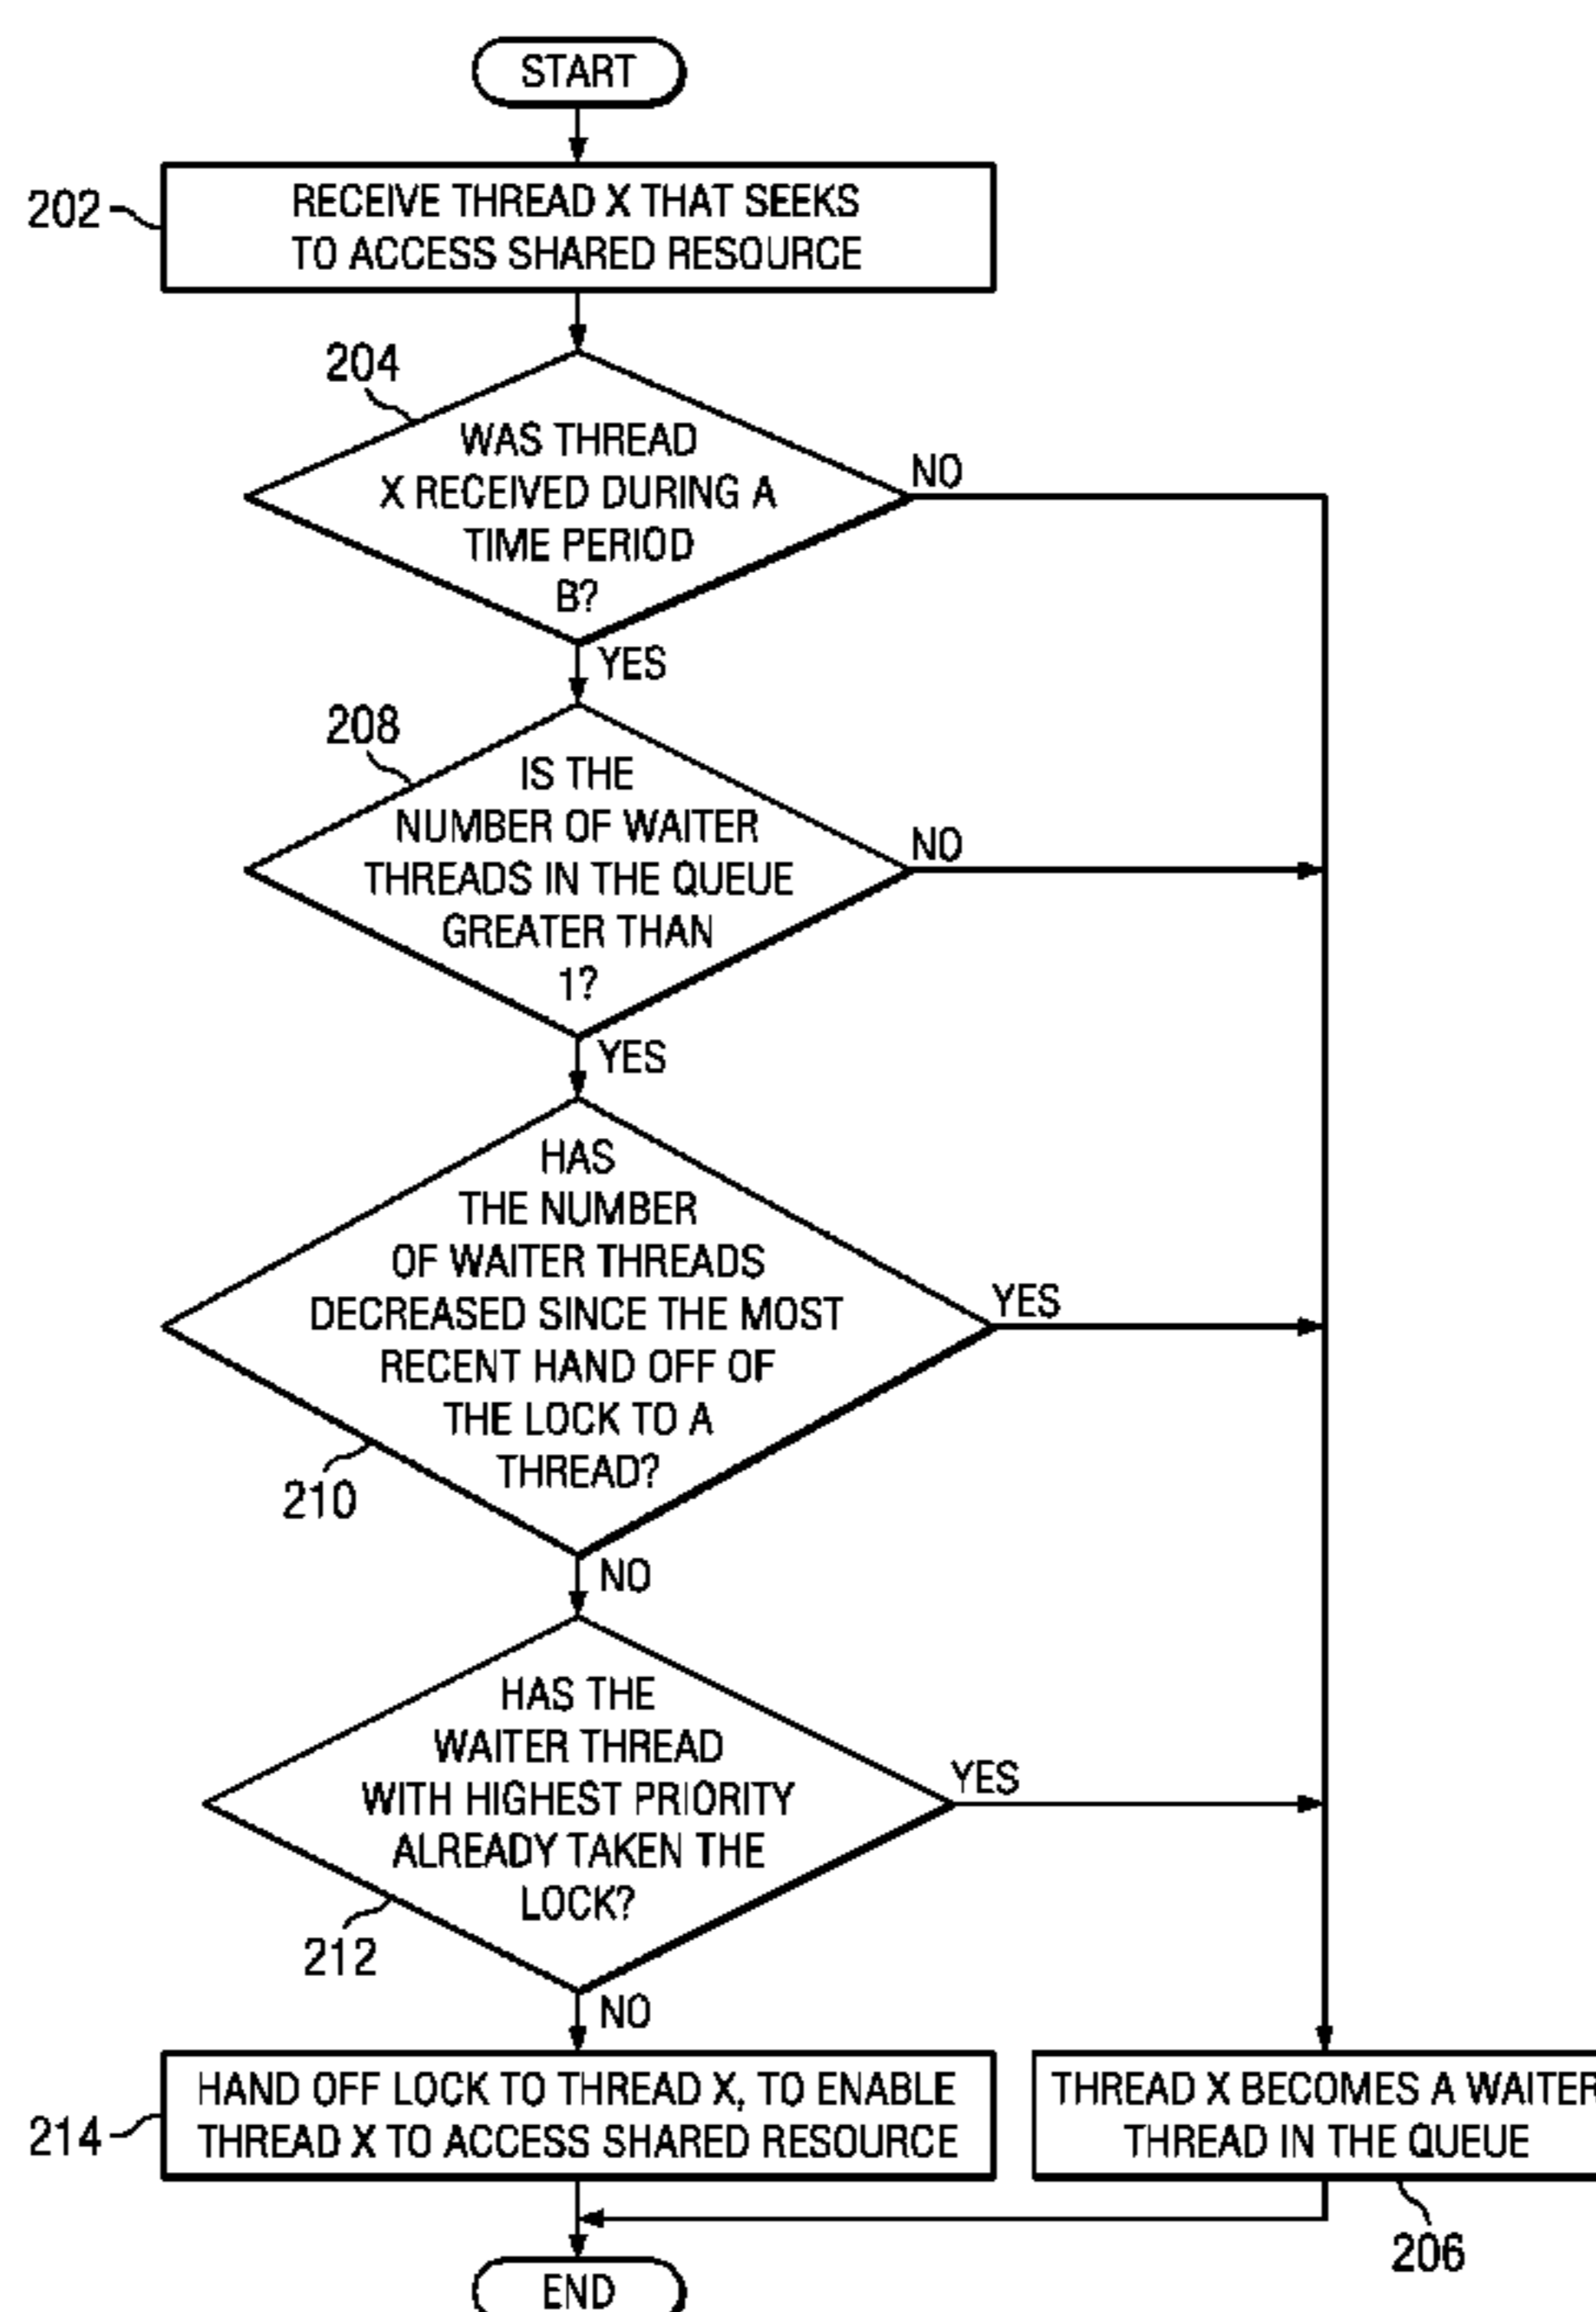 START
202
RECEIVE THREAD X THAT SEEKS
TO ACCESS SHARED RESOURCE
204
WAS THREAD
X RECEIVED DURING A
TIME PERIOD
B?
NO
YES
208
IS THE
NUMBER OF WAITER
THREADS IN THE QUEUE
GREATER THAN
1?
NO
YES
HAS
THE NUMBER
OF WAITER THREADS
DECREASED SINCE THE MOST
RECENT HAND OFF OF
THE LOCK TO A
THREAD?
YES
210
NO
HAS THE
WAITER THREAD
WITH HIGHEST PRIORITY
ALREADY TAKEN THE
LOCK?
YES
212
NO
214
HAND OFF LOCK TO THREAD X, TO ENABLE
THREAD X TO ACCESS SHARED RESOURCE
THREAD X BECOMES A WAITER
THREAD IN THE QUEUE
206
END